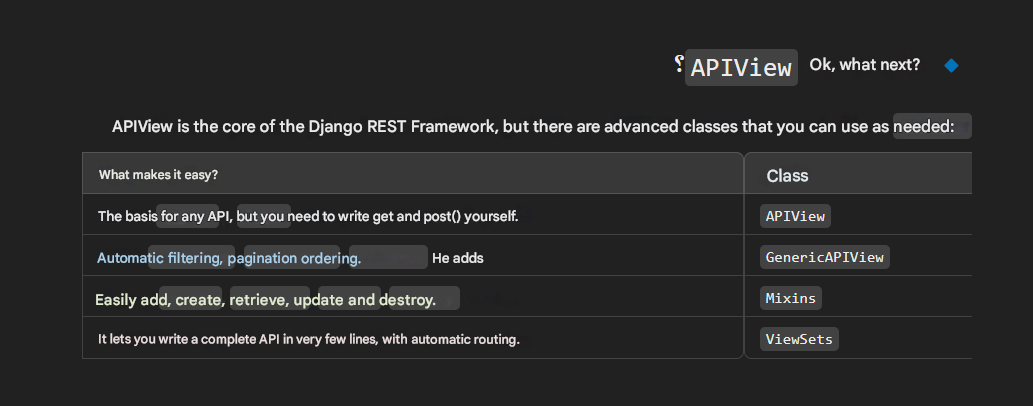 Ok, what next? APIView؟
APIView is the core of the Django REST Framework, but there are advanced classes that you can use as needed:
What makes it easy? Class
The basis for any API, but you need to write get and post() yourself. APIView
Automatic filtering, pagination ordering. He adds GenericAPIView
Easily add, create, retrieve, update and destroy. Mixins
It lets you write a complete API in very few lines, with automatic routing. ViewSets